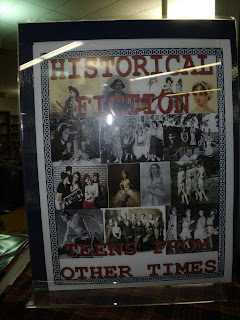 HISTORICAL
FICTION
TEENS FROM
OTHER TIMES